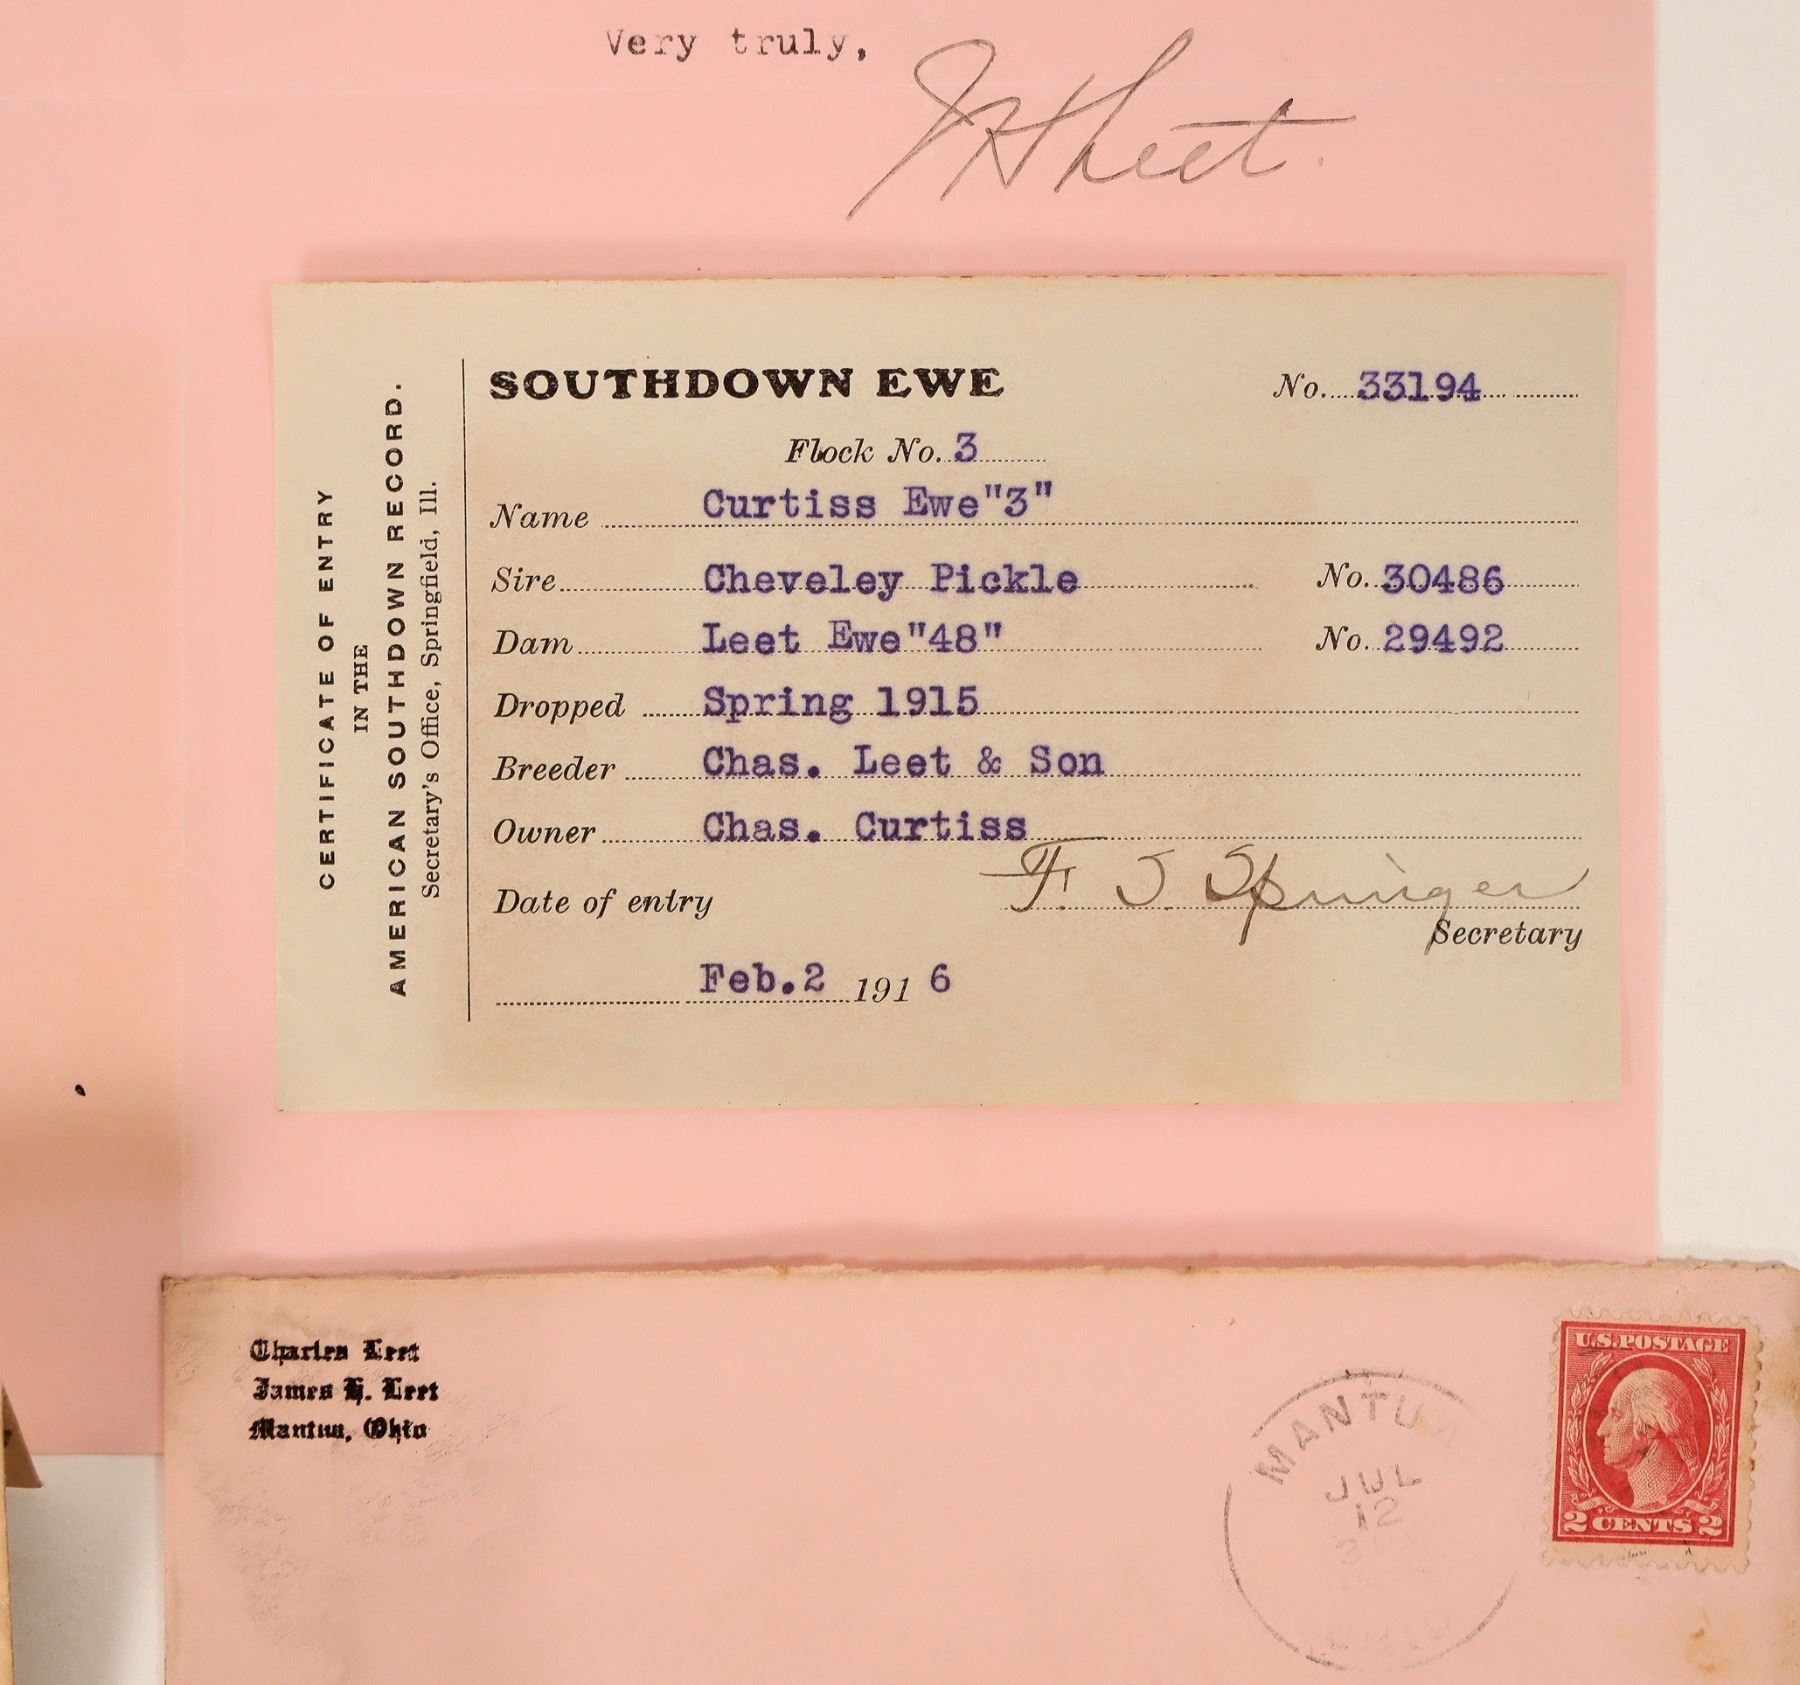 Very truly,
J H Leet.
CERTIFICATE OF ENTRY
IN THE
AMERICAN SOUTHDOWN RECORD.
Secretary's Office, Springfield, Ill.
SOUTHDOWN EWE No. 33194
Flock No. 3
Name Curtiss Ewe"3"
Sire Cheveley Pickle No. 30486
Dam Leet Ewe"48" No. 29492
Dropped Spring 1915
Breeder Chas. Leet & Son
Owner Chas. Curtiss
Date of entry F. S. Springer
Secretary
Feb.2 1916
Charles Leet
James H. Leet
Mantua, Ohio
MANTUA
JUL
12
U.S. POSTAGE
2 CENTS 2